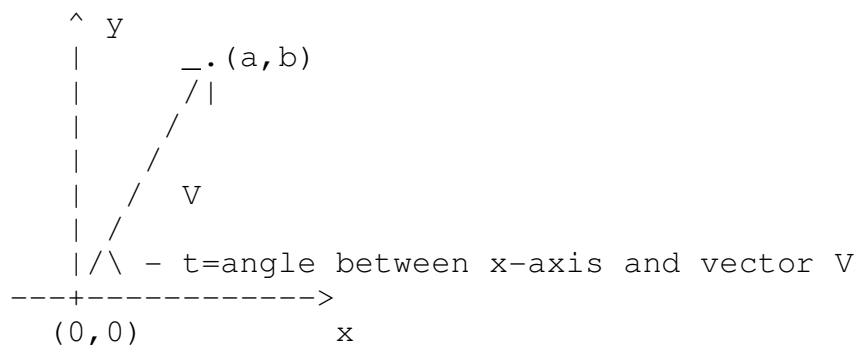 ^ y
|      _.(a,b)
|      /|
|     /
|    /
|   /  V
|  /
|/\ - t=angle between x-axis and vector V
---+------------->
(0,0)          x